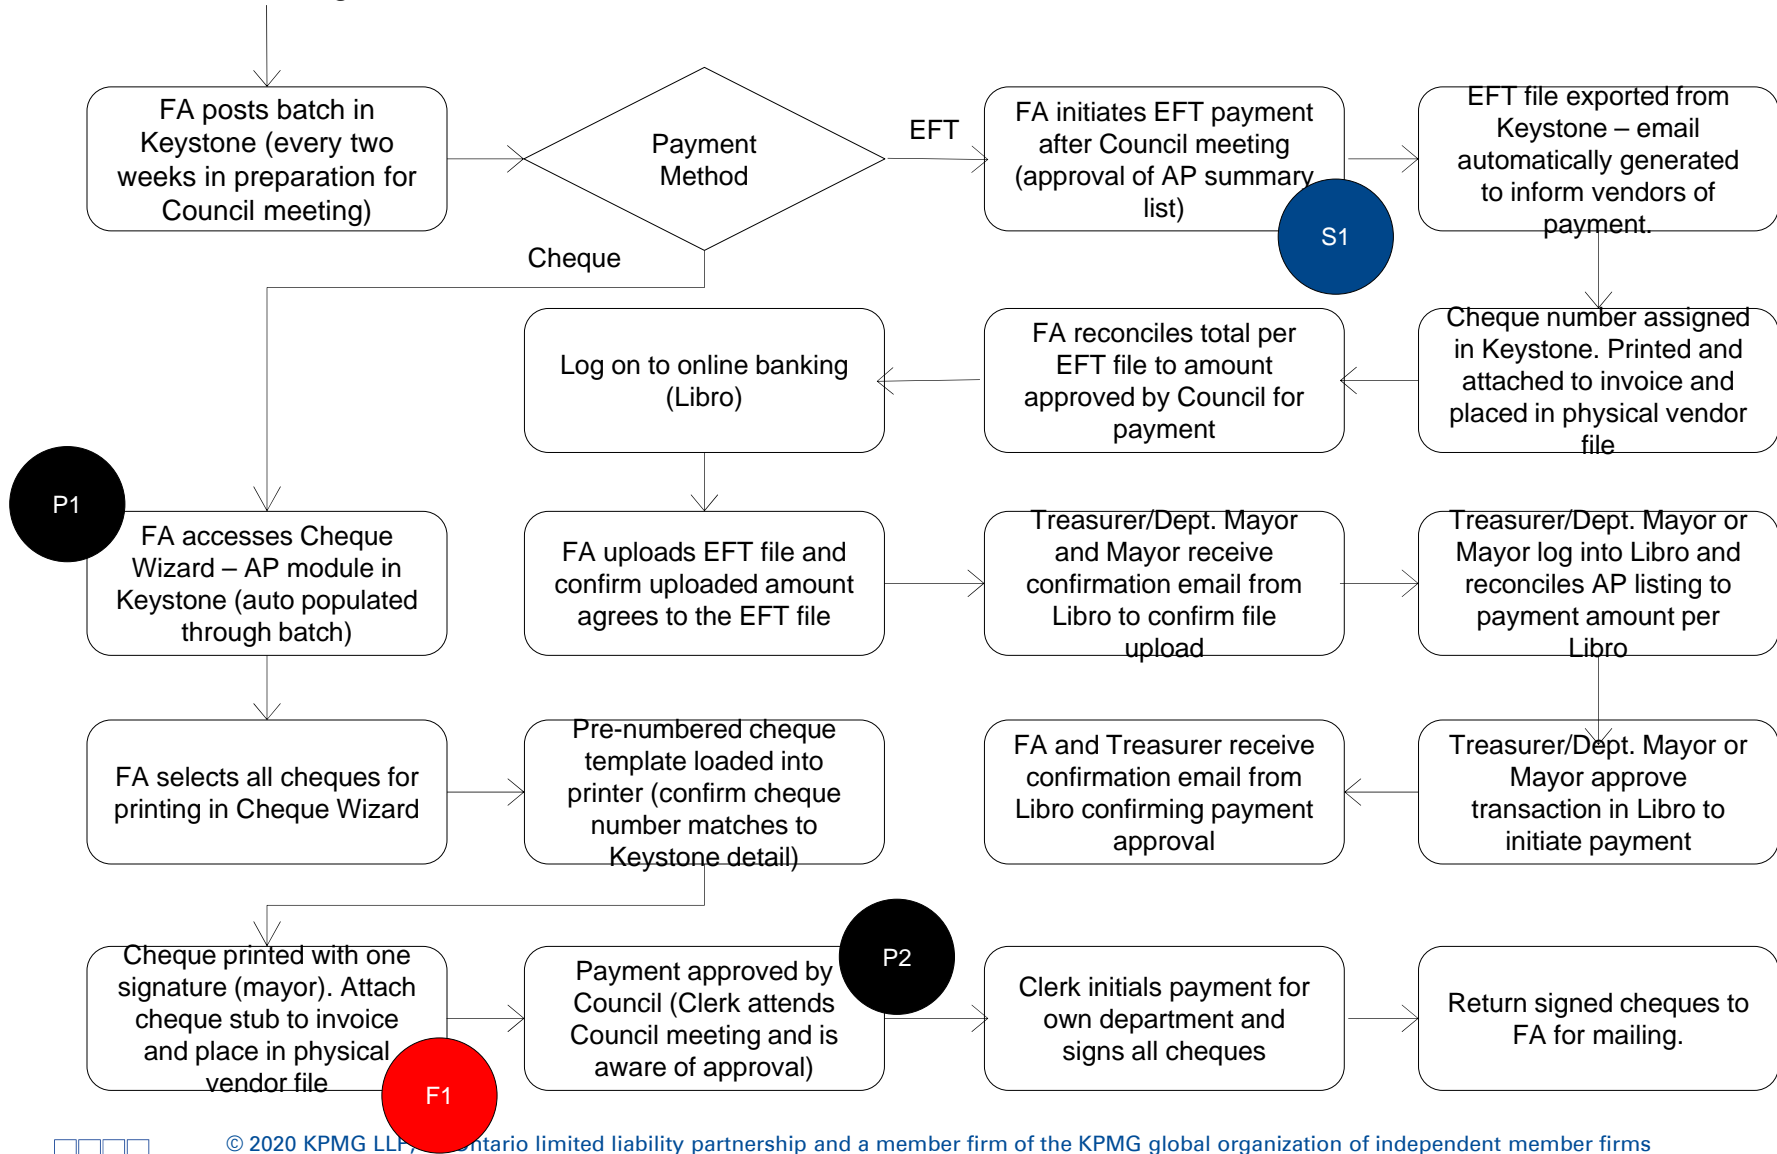 FA posts batch in
Keystone (every two
weeks in preparation for
Council meeting)
Payment
Method
EFT
FA initiates EFT payment
after Council meeting
(approval of AP summary
list)
S1
EFT file exported from
Keystone – email
automatically generated
to inform vendors of
payment.
Cheque
Log on to online banking
(Libro)
FA reconciles total per
EFT file to amount
approved by Council for
payment
Cheque number assigned
in Keystone. Printed and
attached to invoice and
placed in physical vendor
file
P1
FA accesses Cheque
Wizard – AP module in
Keystone (auto populated
through batch)
FA uploads EFT file and
confirm uploaded amount
agrees to the EFT file
Treasurer/Dept. Mayor
and Mayor receive
confirmation email from
Libro to confirm file
upload
Treasurer/Dept. Mayor or
Mayor log into Libro and
reconciles AP listing to
payment amount per
Libro
FA selects all cheques for
printing in Cheque Wizard
Pre-numbered cheque
template loaded into
printer (confirm cheque
number matches to
Keystone detail)
FA and Treasurer receive
confirmation email from
Libro confirming payment
approval
Treasurer/Dept. Mayor or
Mayor approve
transaction in Libro to
initiate payment
Cheque printed with one
signature (mayor). Attach
cheque stub to invoice
and place in physical
vendor file
F1
Payment approved by
Council (Clerk attends
Council meeting and is
aware of approval)
P2
Clerk initials payment for
own department and
signs all cheques
Return signed cheques to
FA for mailing.
© 2020 KPMG LLP, ntario limited liability partnership and a member firm of the KPMG global organization of independent member firms